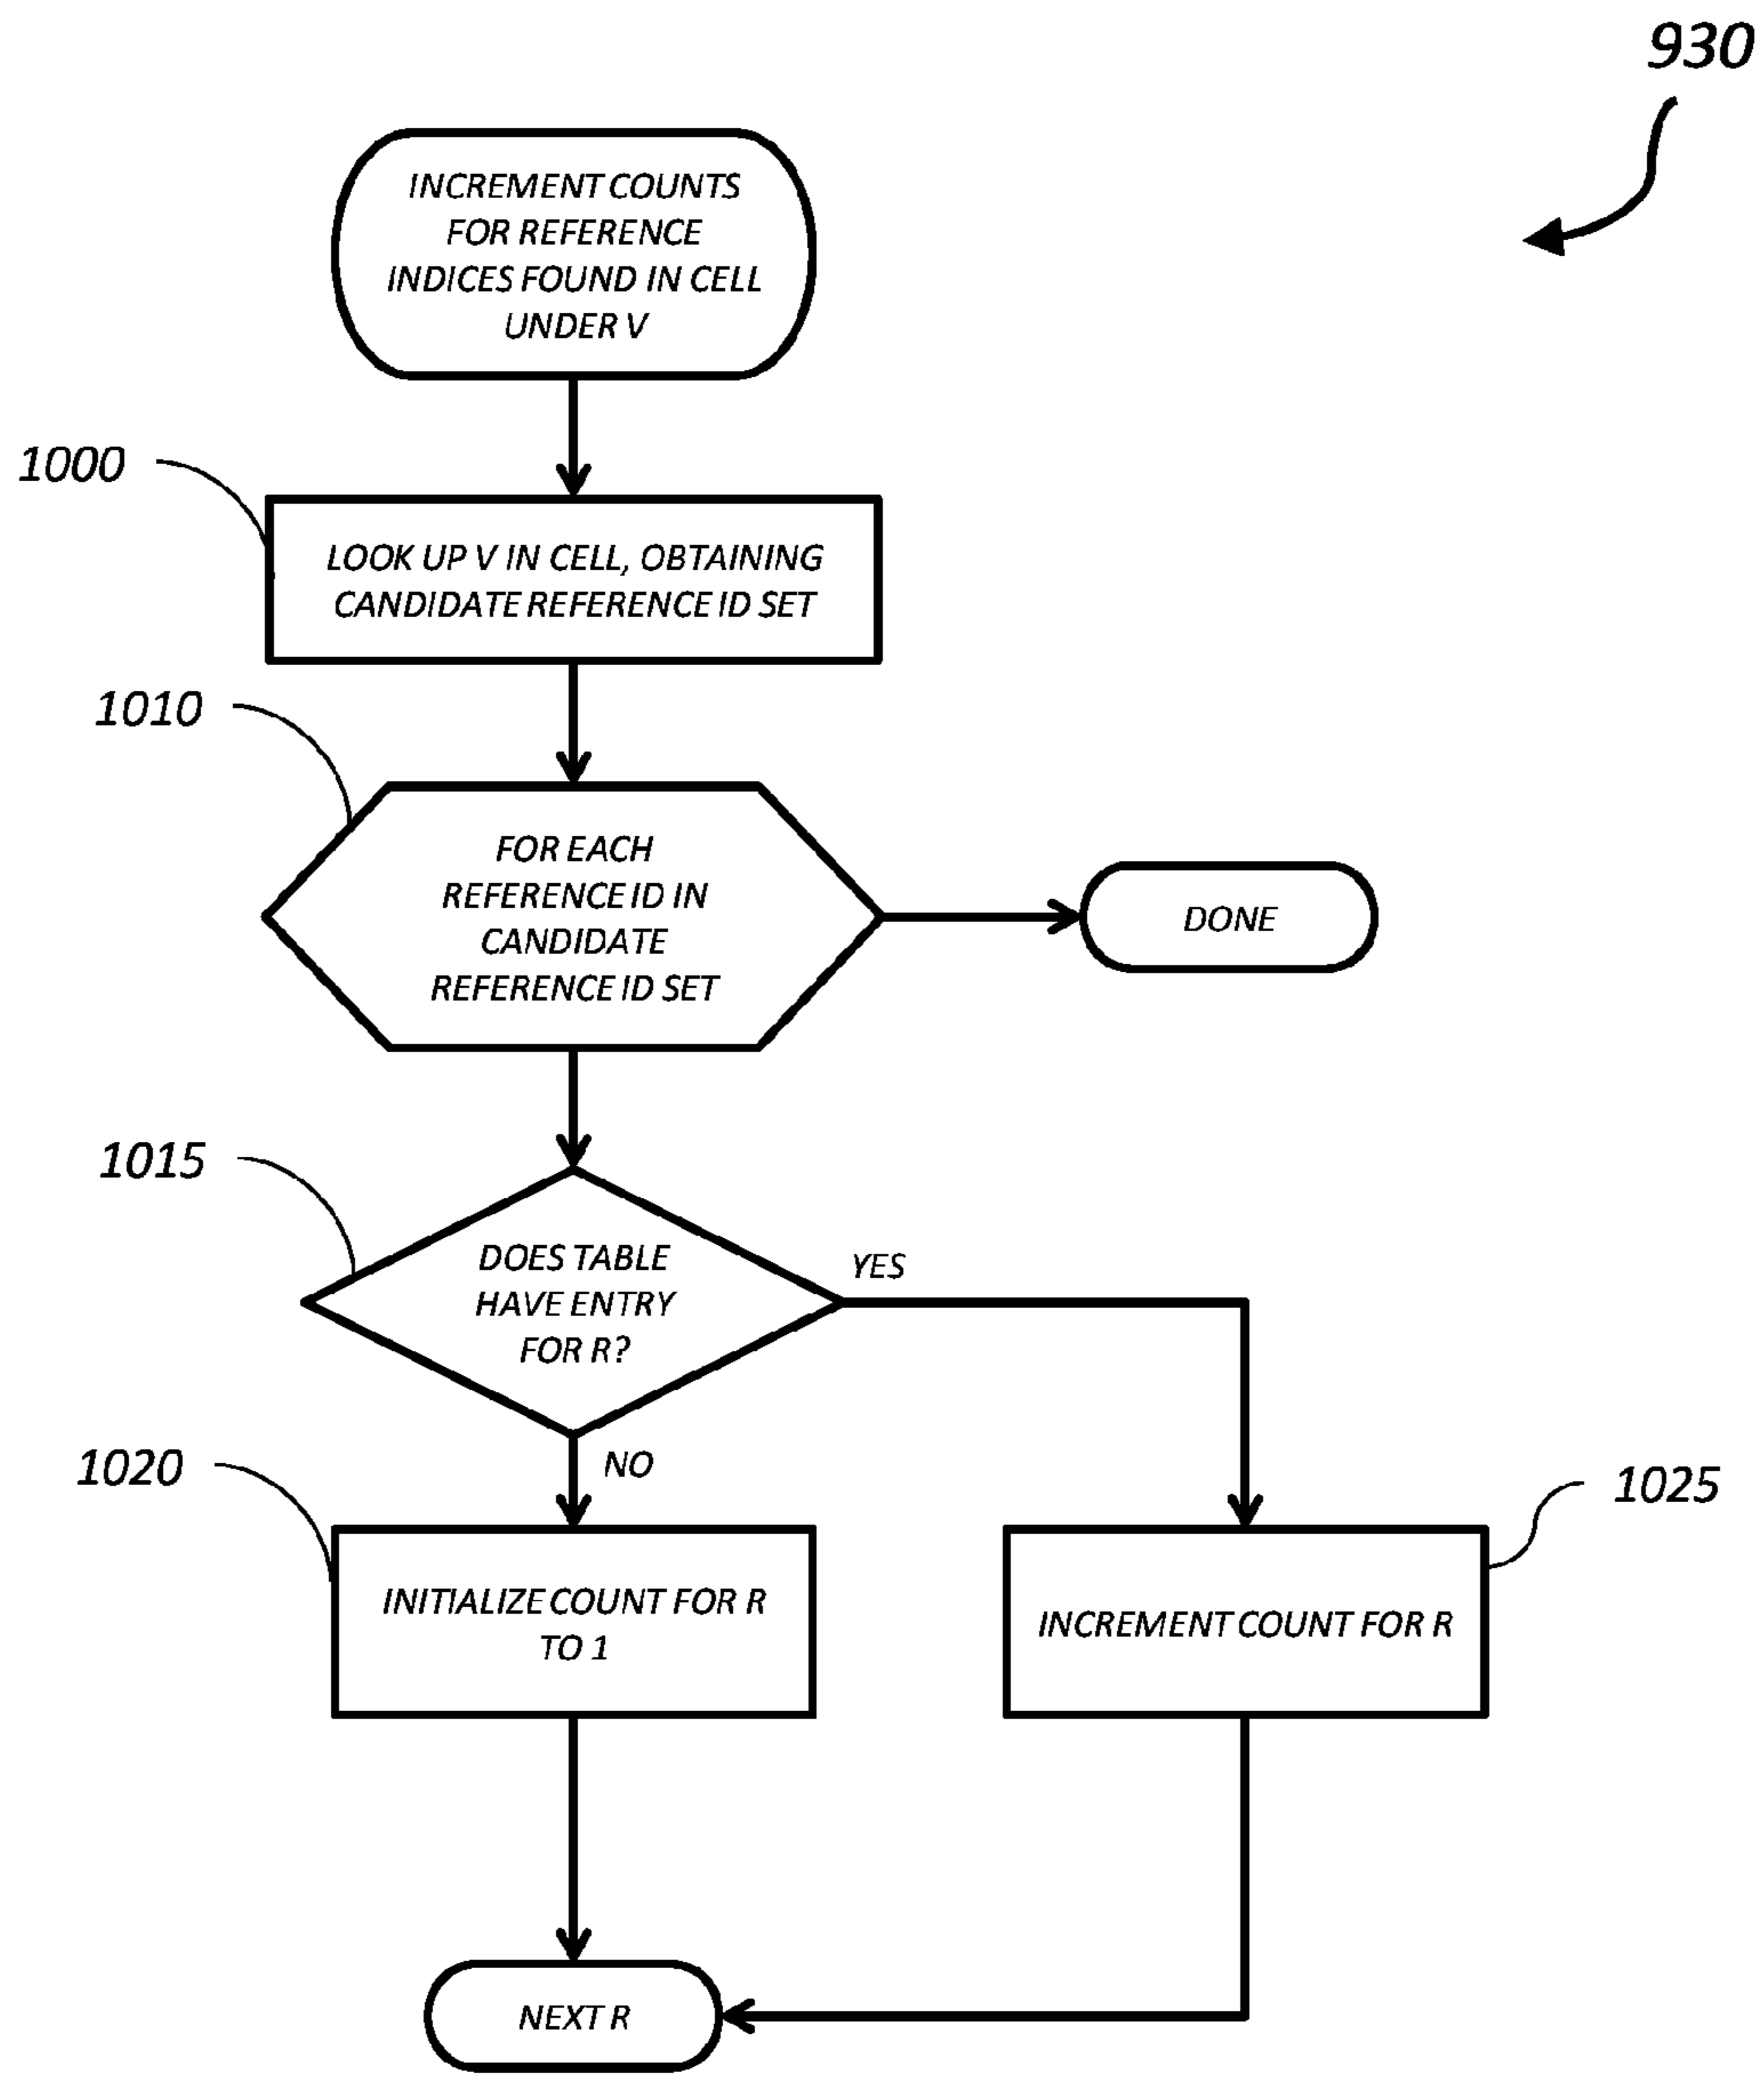 930
INCREMENT COUNTS
FOR REFERENCE
INDICES FOUND IN CELL
UNDER V
1000
LOOK UP V IN CELL, OBTAINING
CANDIDATE REFERENCE ID SET
1010
FOR EACH
REFERENCE ID IN
CANDIDATE
REFERENCE ID SET
DONE
1015
DOES TABLE
HAVE ENTRY
FOR R?
YES
NO
1020
INITIALIZE COUNT FOR R
TO 1
1025
INCREMENT COUNT FOR R
NEXT R